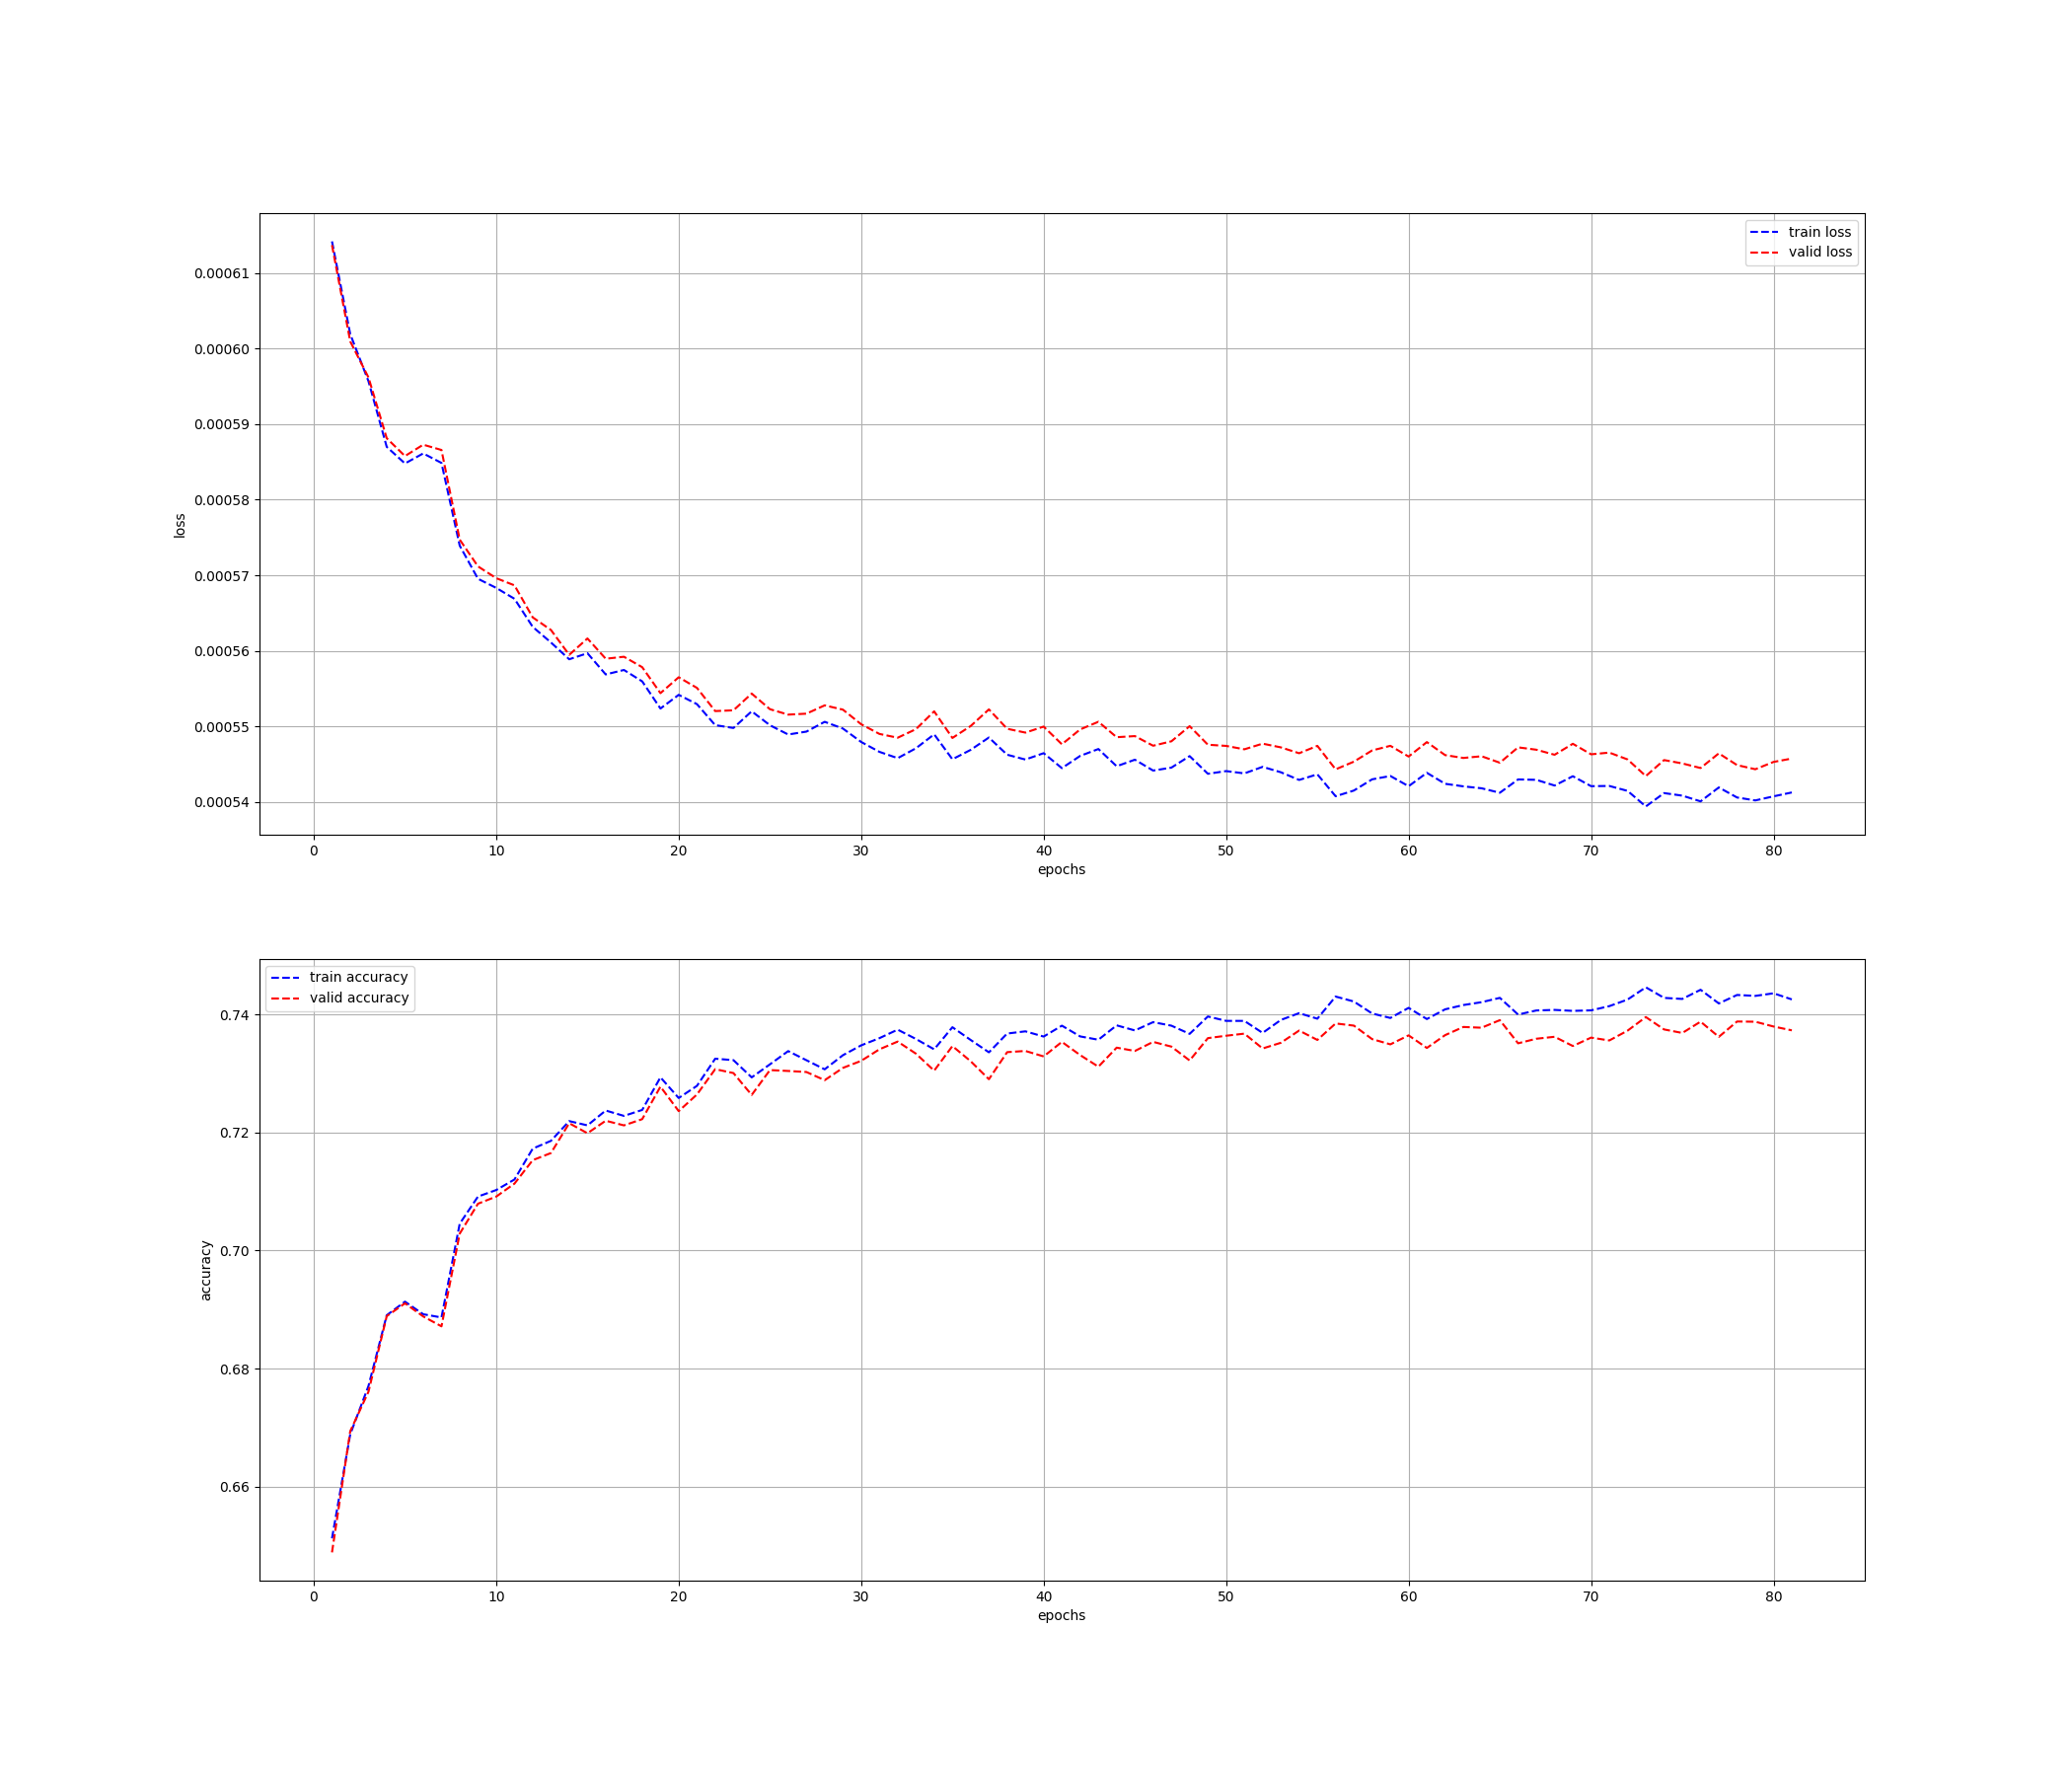 train loss
valid loss
0.00061
0.00060
0.00059
0.00058
0.00057
0.00056
0.00055
0.00054
loss
0 10 20 30 40 50 60 70 80
epochs
train accuracy
valid accuracy
0.74
0.72
0.70
0.68
0.66
accuracy
0 10 20 30 40 50 60 70 80
epochs